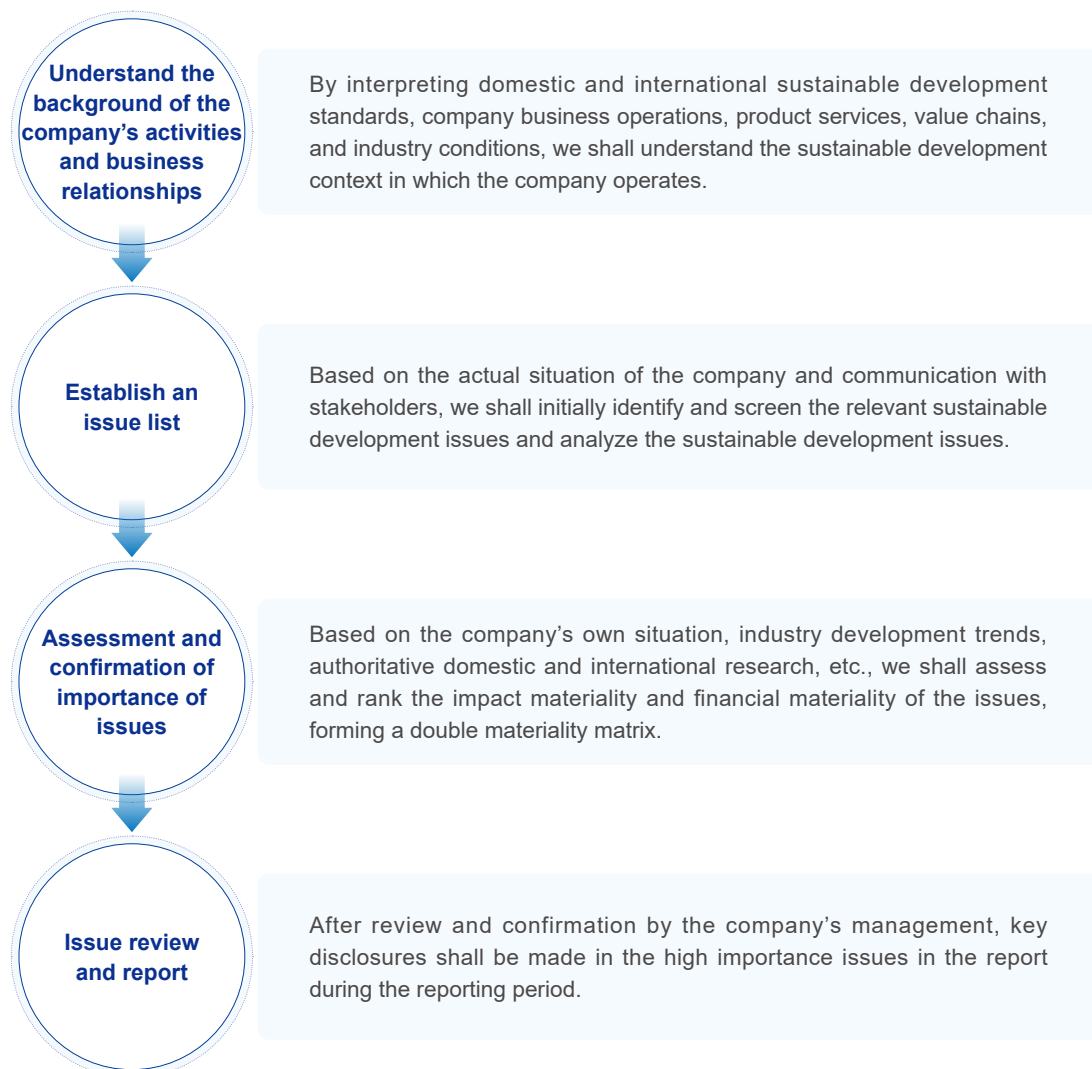 Understand the
background of the
company's activities
and business
relationships
By interpreting domestic and international sustainable development
standards, company business operations, product services, value chains,
and industry conditions, we shall understand the sustainable development
context in which the company operates.
Establish an
issue list
Based on the actual situation of the company and communication with
stakeholders, we shall initially identify and screen the relevant sustainable
development issues and analyze the sustainable development issues.
Assessment and
confirmation of
importance of
issues
Based on the company's own situation, industry development trends,
authoritative domestic and international research, etc., we shall assess
and rank the impact materiality and financial materiality of the issues,
forming a double materiality matrix.
Issue review
and report
After review and confirmation by the company's management, key
disclosures shall be made in the high importance issues in the report
during the reporting period.